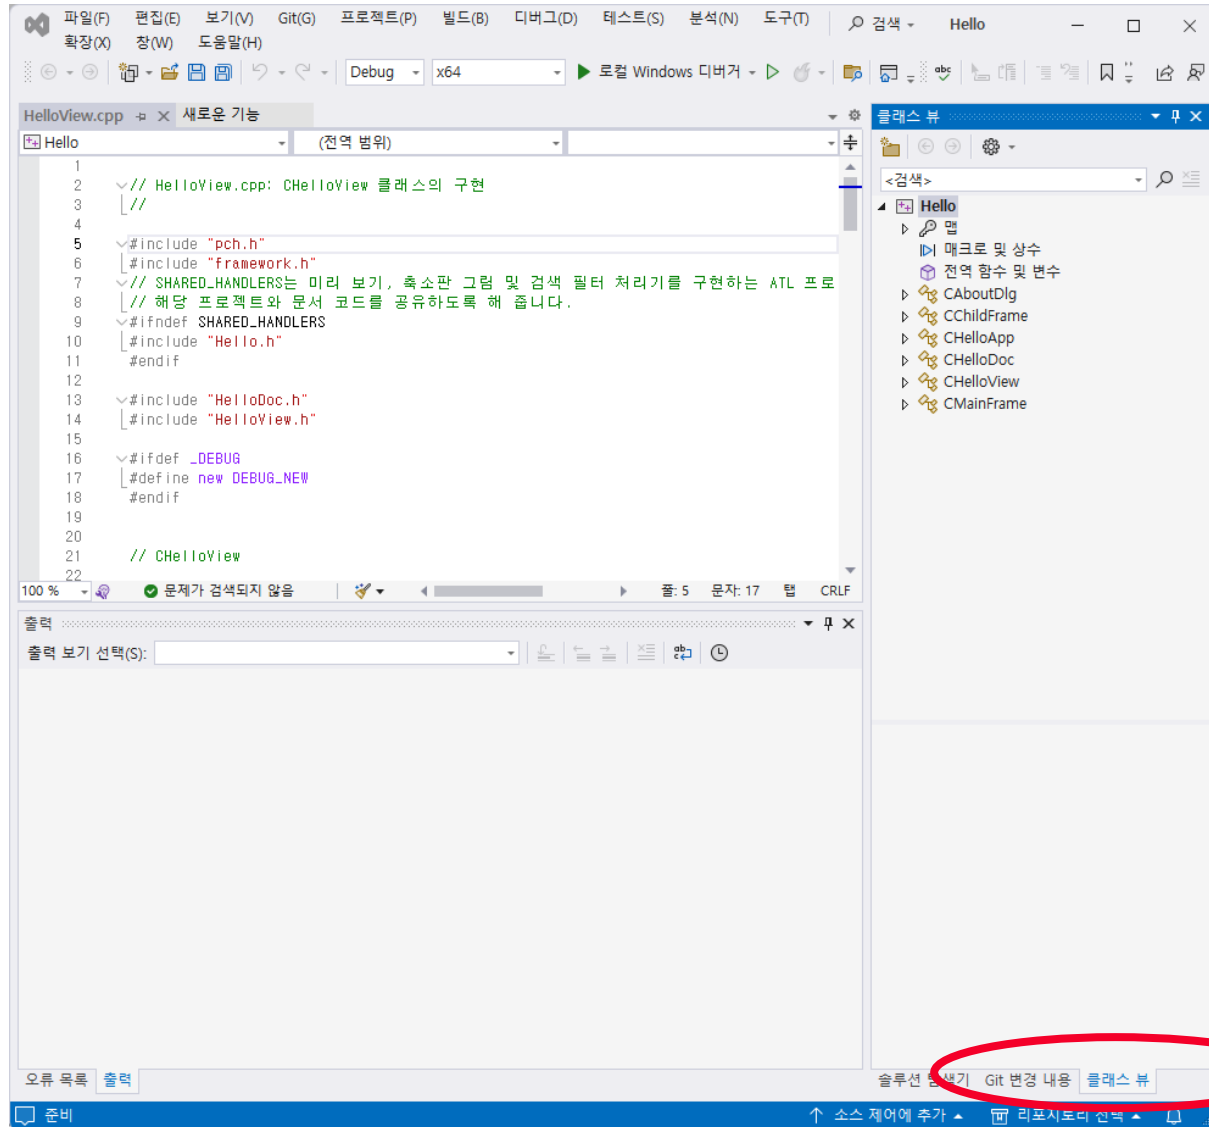 파일(F) 편집(E) 보기(V) Git(G) 프로젝트(P) 빌드(B) 디버그(D) 테스트(S) 분석(N) 도구(T) 검색 Hello
확장(X) 창(W) 도움말(H)
Debug x64 로컬 Windows 디버거
HelloView.cpp 새로운 기능
Hello (전역 범위)
1
2 // HelloView.cpp: CHelloView 클래스의 구현
3 //
4
5 #include "pch.h"
6 #include "framework.h"
7 // SHARED_HANDLERS는 미리 보기, 축소판 그림 및 검색 필터 처리기를 구현하는 ATL 프로
8 // 해당 프로젝트와 문서 코드를 공유하도록 해 줍니다.
9 #ifndef SHARED_HANDLERS
10 #include "Hello.h"
11 #endif
12
13 #include "HelloDoc.h"
14 #include "HelloView.h"
15
16 #ifdef _DEBUG
17 #define new DEBUG_NEW
18 #endif
19
20
21 // CHelloView
22
100 % 문제가 검색되지 않음 줄: 5 문자: 17 탭 CRLF
출력
출력 보기 선택(S):
오류 목록 출력
클래스 뷰
<검색>
Hello
맵
매크로 및 상수
전역 함수 및 변수
CAboutDlg
CChildFrame
CHelloApp
CHelloDoc
CHelloView
CMainFrame
솔루션 탐색기 Git 변경 내용 클래스 뷰
준비 소스 제어에 추가 리포지토리 선택